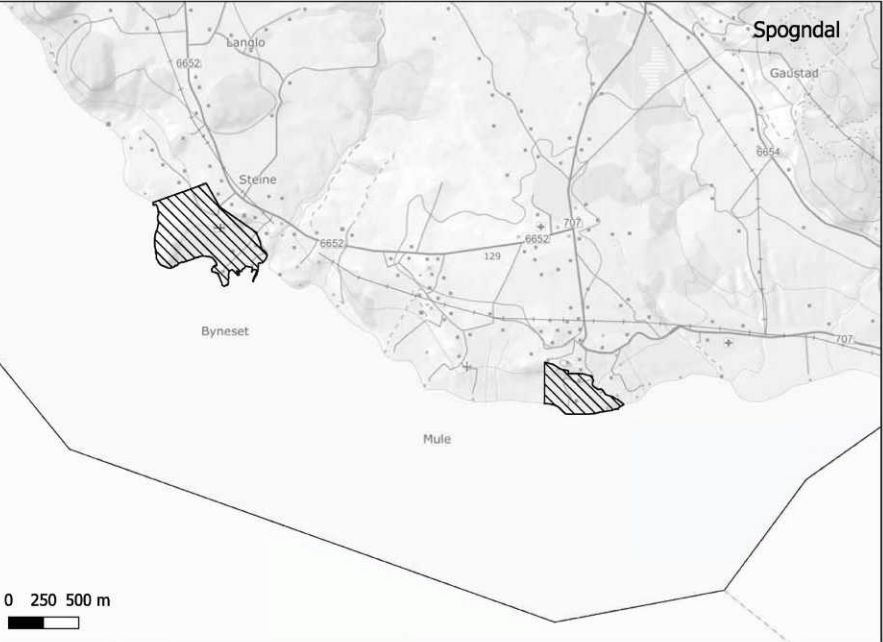 Spogndal
Langlo
6652
Gaustad
6654
Steine
707
6652
6652
129
Byneset
707
Mule
0 250 500 m